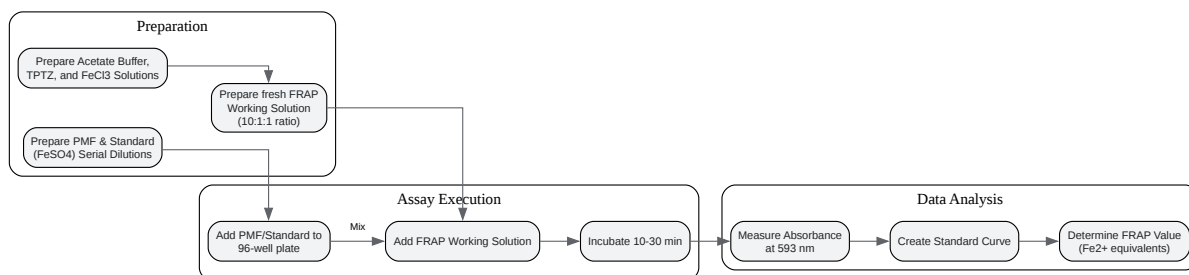 Preparation
Prepare Acetate Buffer,
TPTZ, and FeCl3 Solutions
Prepare fresh FRAP
Working Solution
(10:1:1 ratio)
Prepare PMF & Standard
(FeSO4) Serial Dilutions
Assay Execution
Add PMF/Standard to
96-well plate
Mix
Add FRAP Working Solution
Incubate 10-30 min
Data Analysis
Measure Absorbance
at 593 nm
Create Standard Curve
Determine FRAP Value
(Fe2+ equivalents)